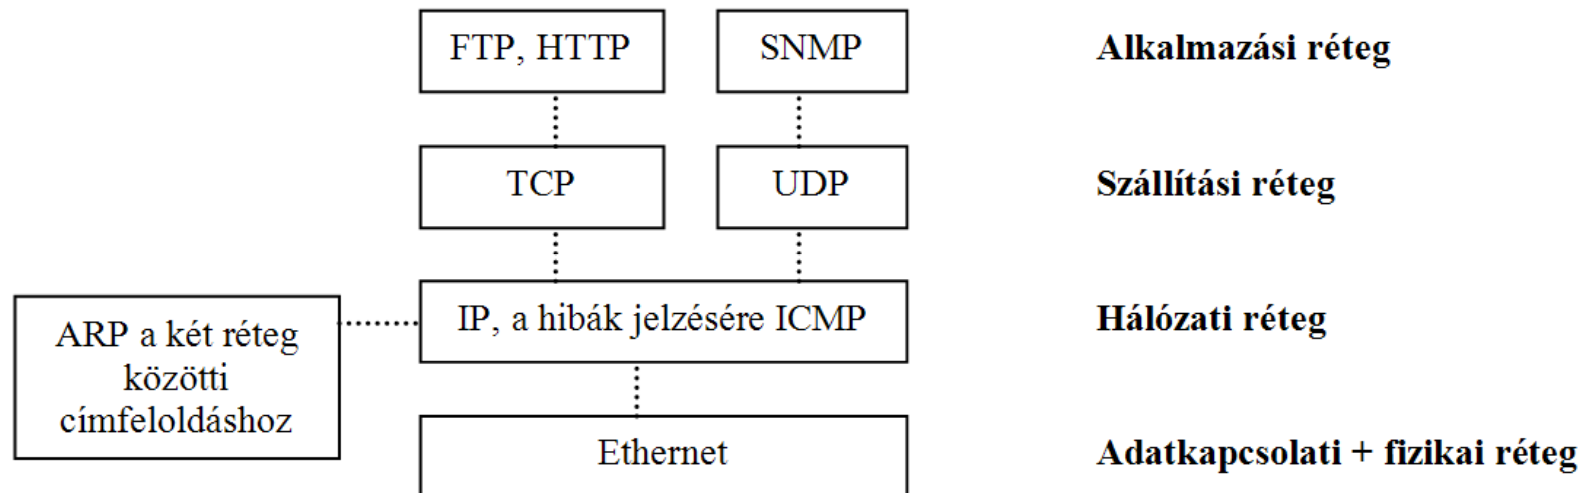 FTP, HTTP
SNMP
Alkalmazási réteg
TCP
UDP
Szállítási réteg
IP, a hibák jelzésére ICMP
Hálózati réteg
ARP a két réteg
közötti
címfeloldáshoz
Ethernet
Adatkapcsolati + fizikai réteg